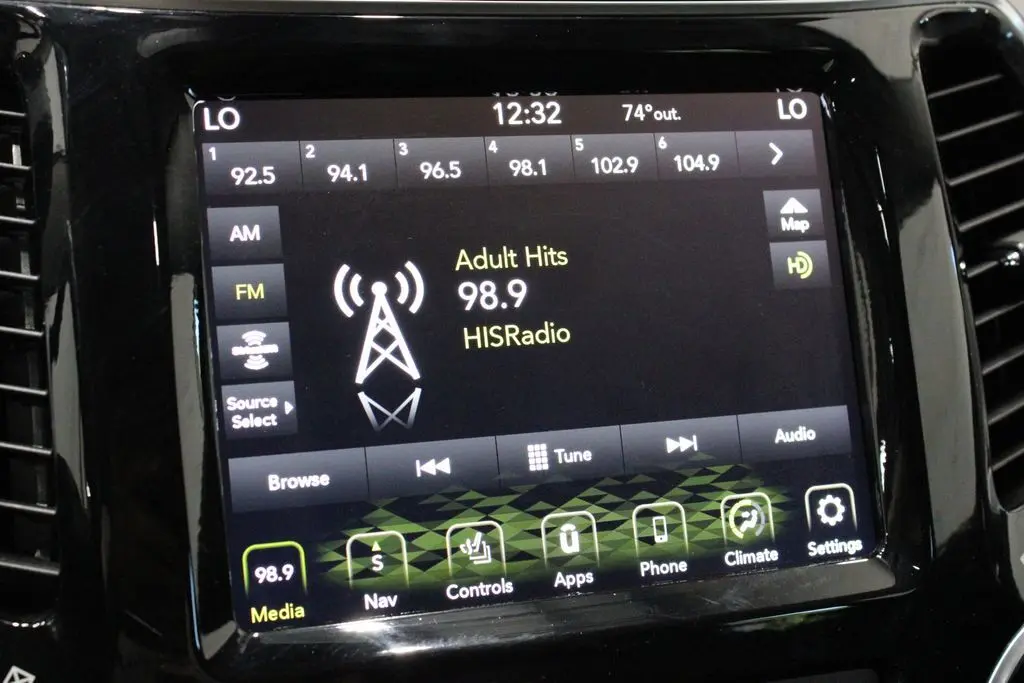 LO 12:32 74°out. LO
1 92.5 2 94.1 3 96.5 4 98.1 5 102.9 6 104.9
AM
Map
FM
HD
Adult Hits
98.9
HISRadio
Source
Select
Browse Tune Audio
98.9 S
Media Nav Controls Apps Phone Climate Settings